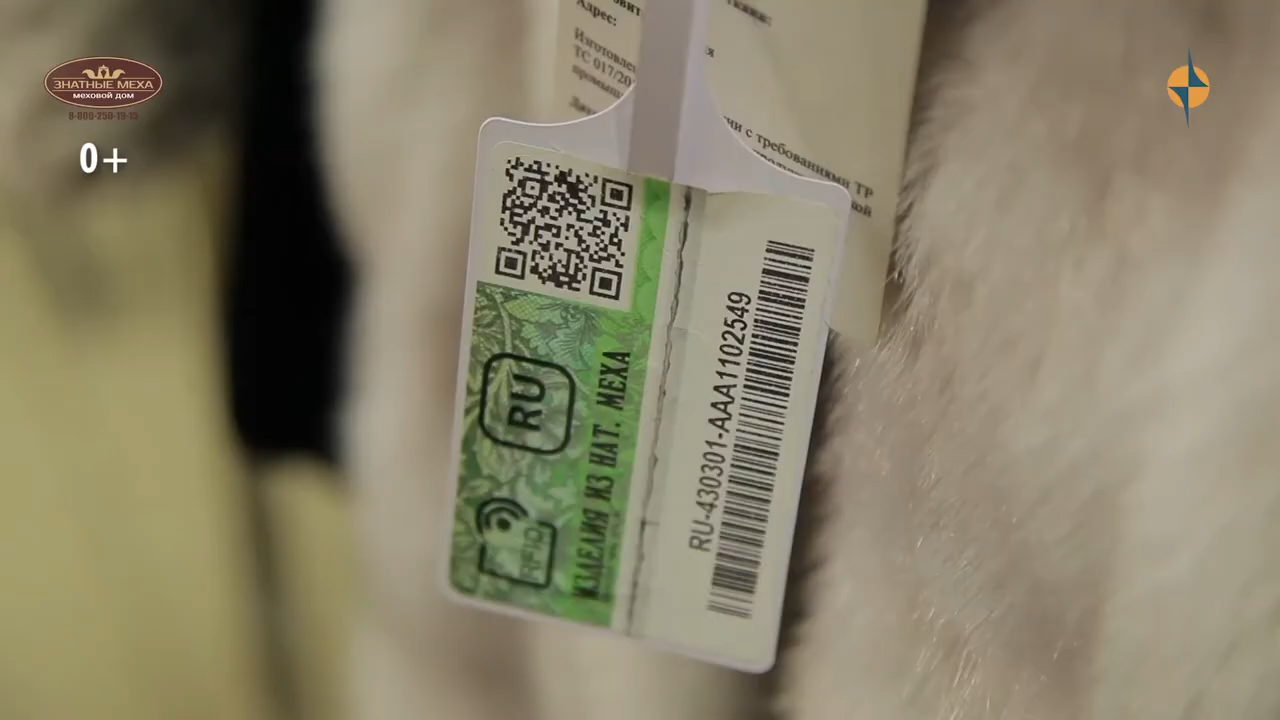 ЗНАТНЫЕ МЕХА
меховой дом
8-800-250-19-15
0+
Адрес:
ТС 017/20
ии с требованиями ТР
RU
RFID
ИЗДЕЛИЯ ИЗ НАТ. МЕХА
RU-430301-AAA1102549